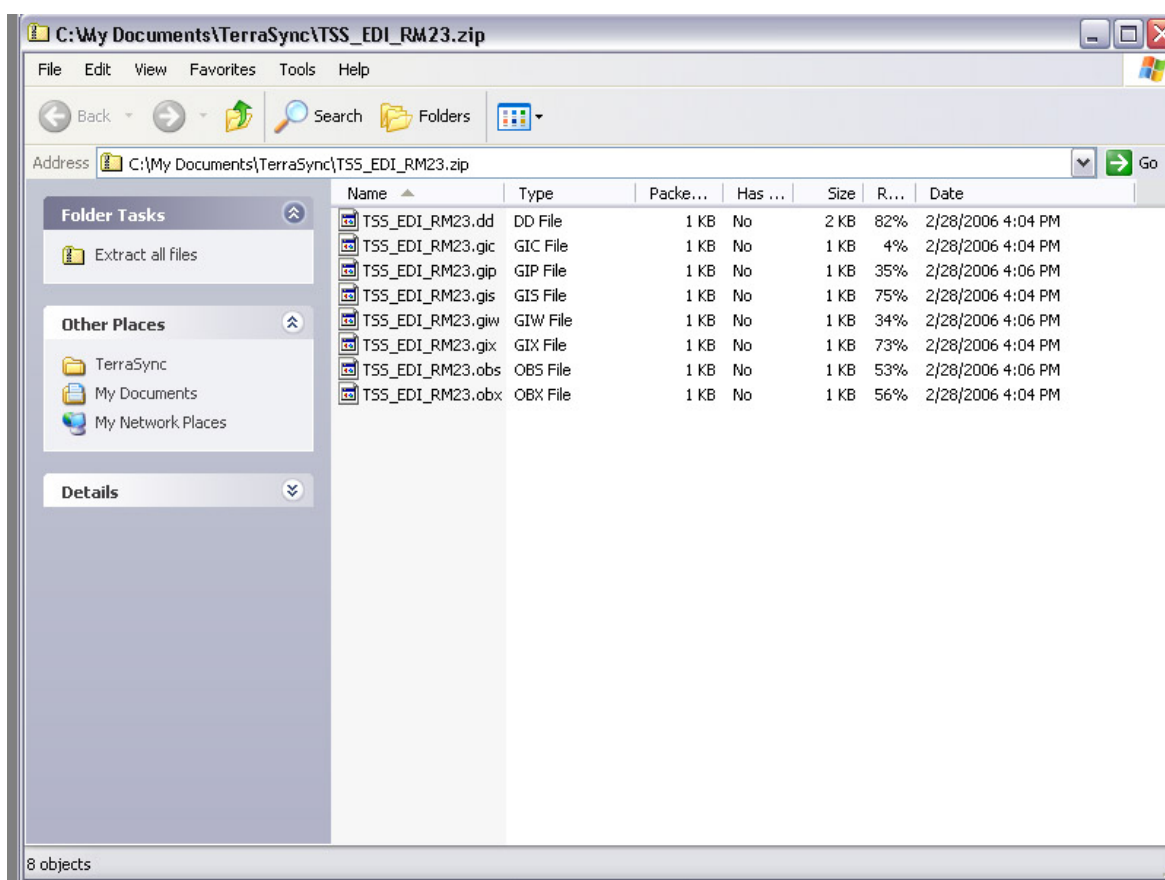 C:\My Documents\TerraSync\TSS_EDI_RM23.zip
File Edit View Favorites Tools Help
Back Search Folders
Address C:\My Documents\TerraSync\TSS_EDI_RM23.zip Go
Name Type Packe... Has ... Size R... Date
Folder Tasks
Extract all files
Other Places
TerraSync
My Documents
My Network Places
Details
TSS_EDI_RM23.dd DD File 1 KB No 2 KB 82% 2/28/2006 4:04 PM
TSS_EDI_RM23.gic GIC File 1 KB No 1 KB 4% 2/28/2006 4:04 PM
TSS_EDI_RM23.gip GIP File 1 KB No 1 KB 35% 2/28/2006 4:06 PM
TSS_EDI_RM23.gis GIS File 1 KB No 1 KB 75% 2/28/2006 4:04 PM
TSS_EDI_RM23.giw GIW File 1 KB No 1 KB 34% 2/28/2006 4:06 PM
TSS_EDI_RM23.gix GIX File 1 KB No 1 KB 73% 2/28/2006 4:04 PM
TSS_EDI_RM23.obs OBS File 1 KB No 1 KB 53% 2/28/2006 4:06 PM
TSS_EDI_RM23.obx OBX File 1 KB No 1 KB 56% 2/28/2006 4:04 PM
8 objects